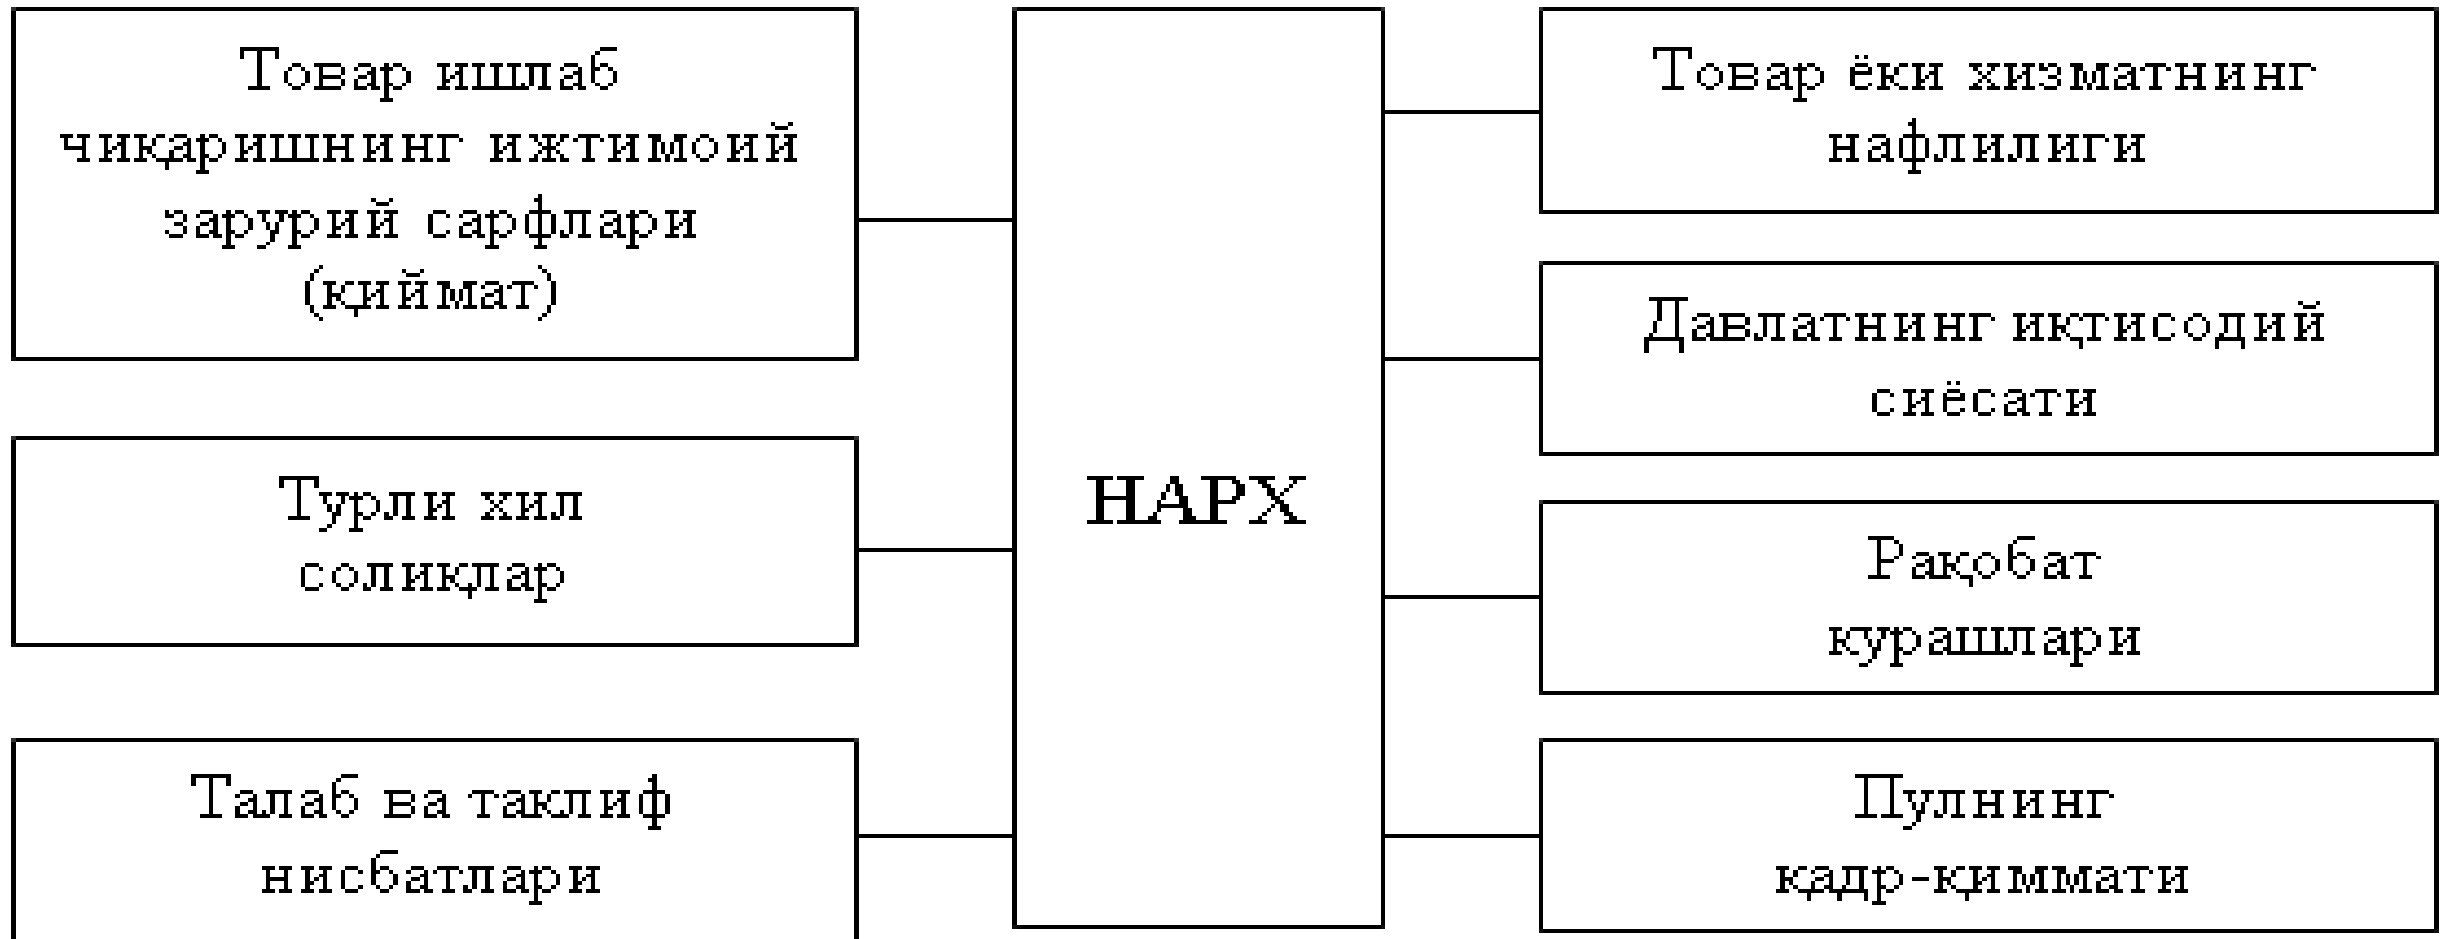 Товар ишлаб
чиқаришнинг ижтимоий
зарурий сарфлари
(қиймат)
Турли хил
солиқлар
Талаб ва таклиф
нисбатлари
НАРХ
Товар ёки хизматнинг
нафлилиги
Давлатнинг иқтисодий
сиёсати
Рақобат
курашлари
Пулнинг
қадр-қиммати